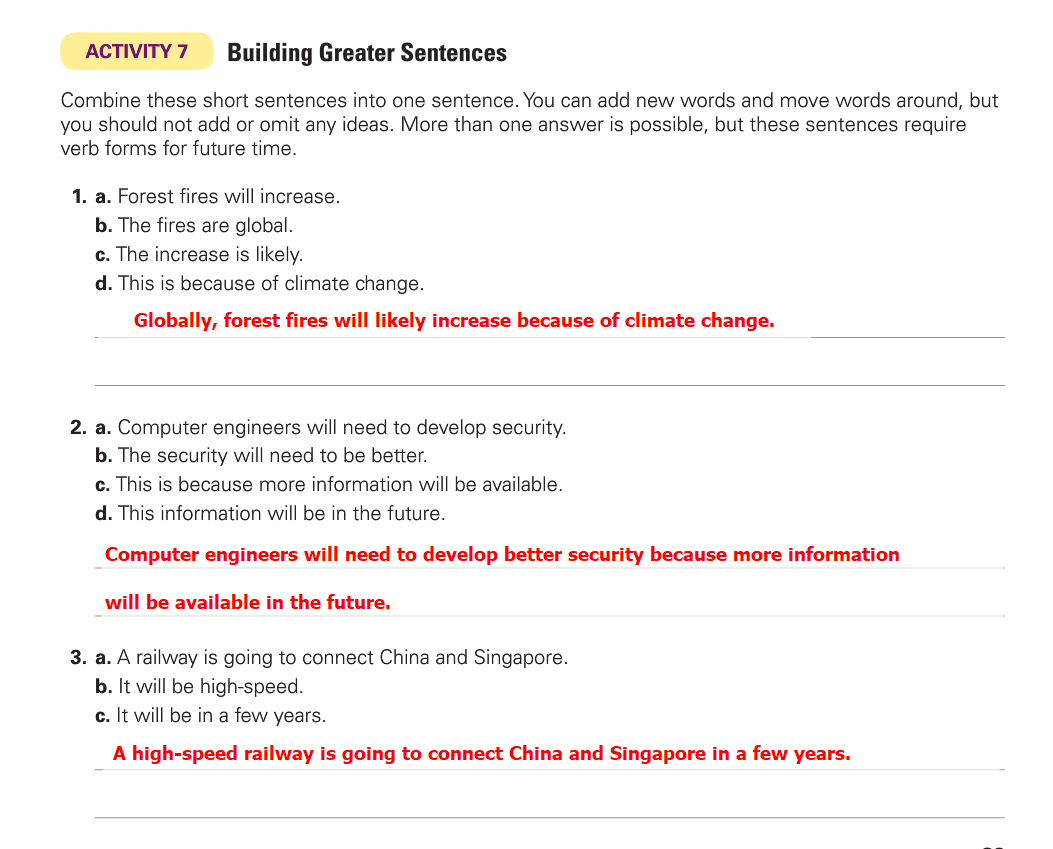 ACTIVITY 7 Building Greater Sentences
Combine these short sentences into one sentence. You can add new words and move words around, but
you should not add or omit any ideas. More than one answer is possible, but these sentences require
verb forms for future time.
1. a. Forest fires will increase.
b. The fires are global.
c. The increase is likely.
d. This is because of climate change.
Globally, forest fires will likely increase because of climate change.
2. a. Computer engineers will need to develop security.
b. The security will need to be better.
c. This is because more information will be available.
d. This information will be in the future.
Computer engineers will need to develop better security because more information
will be available in the future.
3. a. A railway is going to connect China and Singapore.
b. It will be high-speed.
c. It will be in a few years.
A high-speed railway is going to connect China and Singapore in a few years.